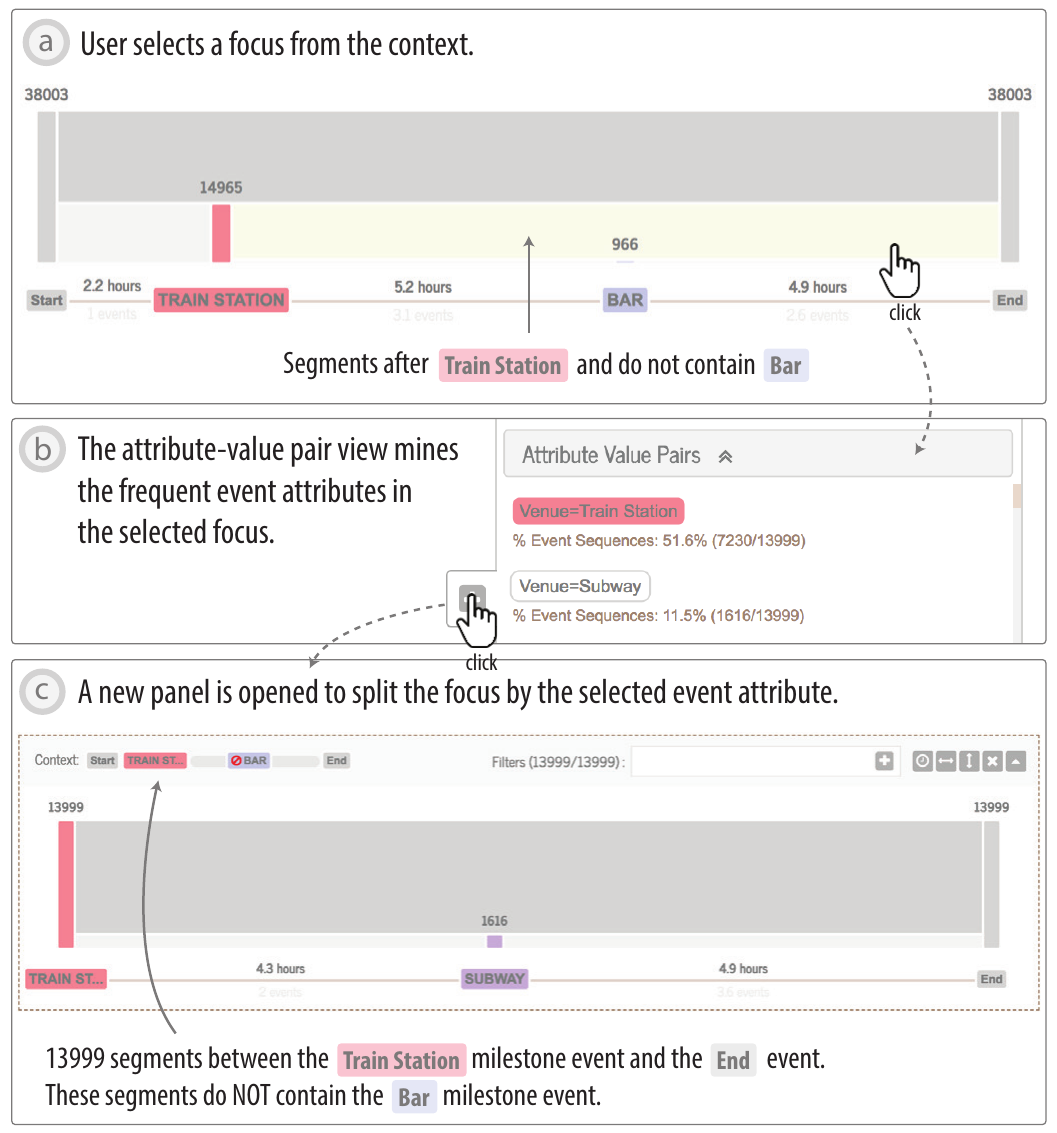 a User selects a focus from the context.
38003 38003
14965
966
2.2 hours 5.2 hours 4.9 hours
Start TRAIN STATION BAR End
1 events 3.1 events 2.6 events
click
Segments after Train Station and do not contain Bar
b The attribute-value pair view mines
the frequent event attributes in
the selected focus.
Attribute Value Pairs
Venue=Train Station
% Event Sequences: 51.6% (7230/13999)
Venue=Subway
% Event Sequences: 11.5% (1616/13999)
click
c A new panel is opened to split the focus by the selected event attribute.
Context: Start TRAIN ST... BAR End Filters (13999/13999) :
13999 13999
1616
4.3 hours 4.9 hours
TRAIN ST... SUBWAY End
2 events 3.6 events
13999 segments between the Train Station milestone event and the End event.
These segments do NOT contain the Bar milestone event.